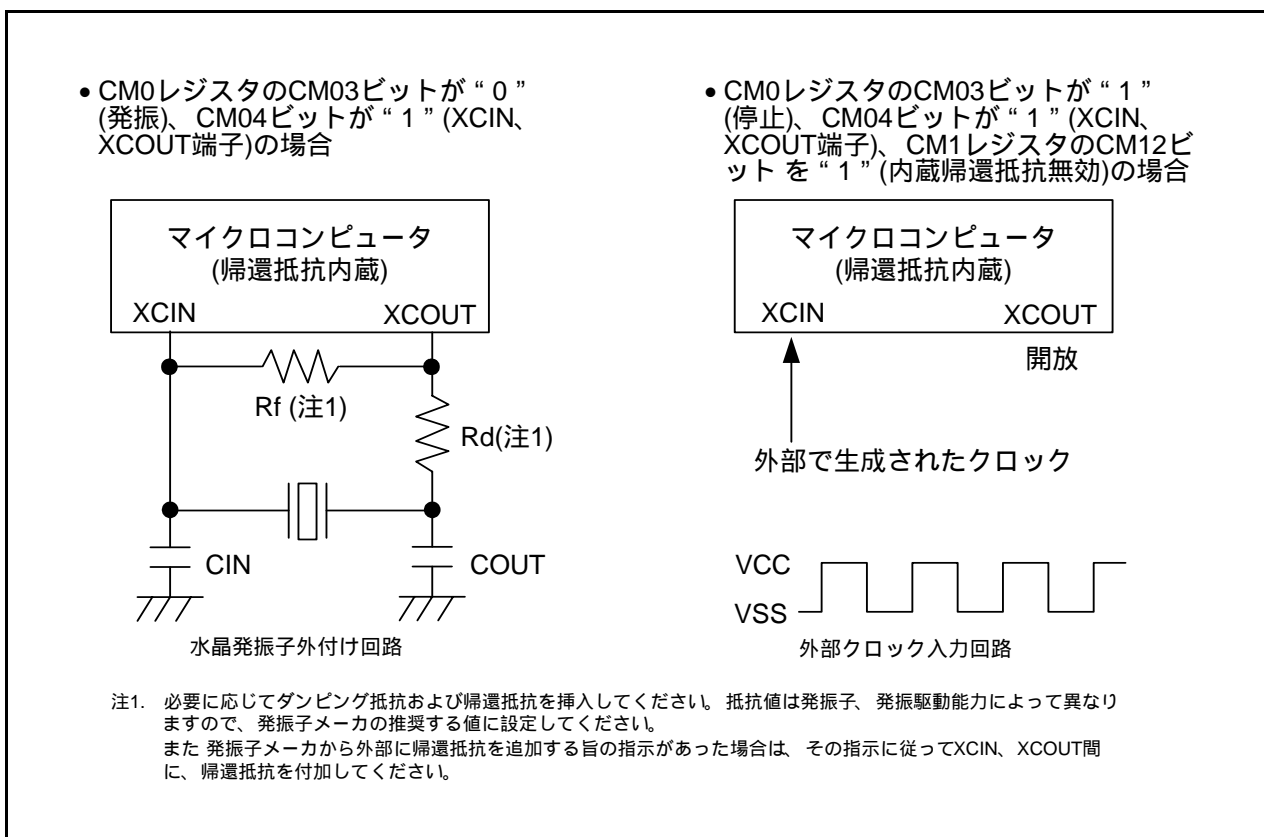 • CM0レジスタのCM03ビットが“0”
(発振)、CM04ビットが“1”(XCIN、
XCOUT端子)の場合
マイクロコンピュータ
(帰還抵抗内蔵)
XCIN
XCOUT
Rf (注1)
Rd(注1)
CIN
COUT
水晶発振子外付け回路
• CM0レジスタのCM03ビットが“1”
(停止)、CM04ビットが“1”(XCIN、
XCOUT端子)、CM1レジスタのCM12ビ
ット を“1”(内蔵帰還抵抗無効)の場合
マイクロコンピュータ
(帰還抵抗内蔵)
XCIN
XCOUT
開放
外部で生成されたクロック
VCC
VSS
外部クロック入力回路
注1. 必要に応じてダンピング抵抗および帰還抵抗を挿入してください。抵抗値は発振子、発振駆動能力によって異なり
ますので、発振子メーカの推奨する値に設定してください。
また 発振子メーカから外部に帰還抵抗を追加する旨の指示があった場合は、その指示に従ってXCIN、XCOUT間
に、帰還抵抗を付加してください。